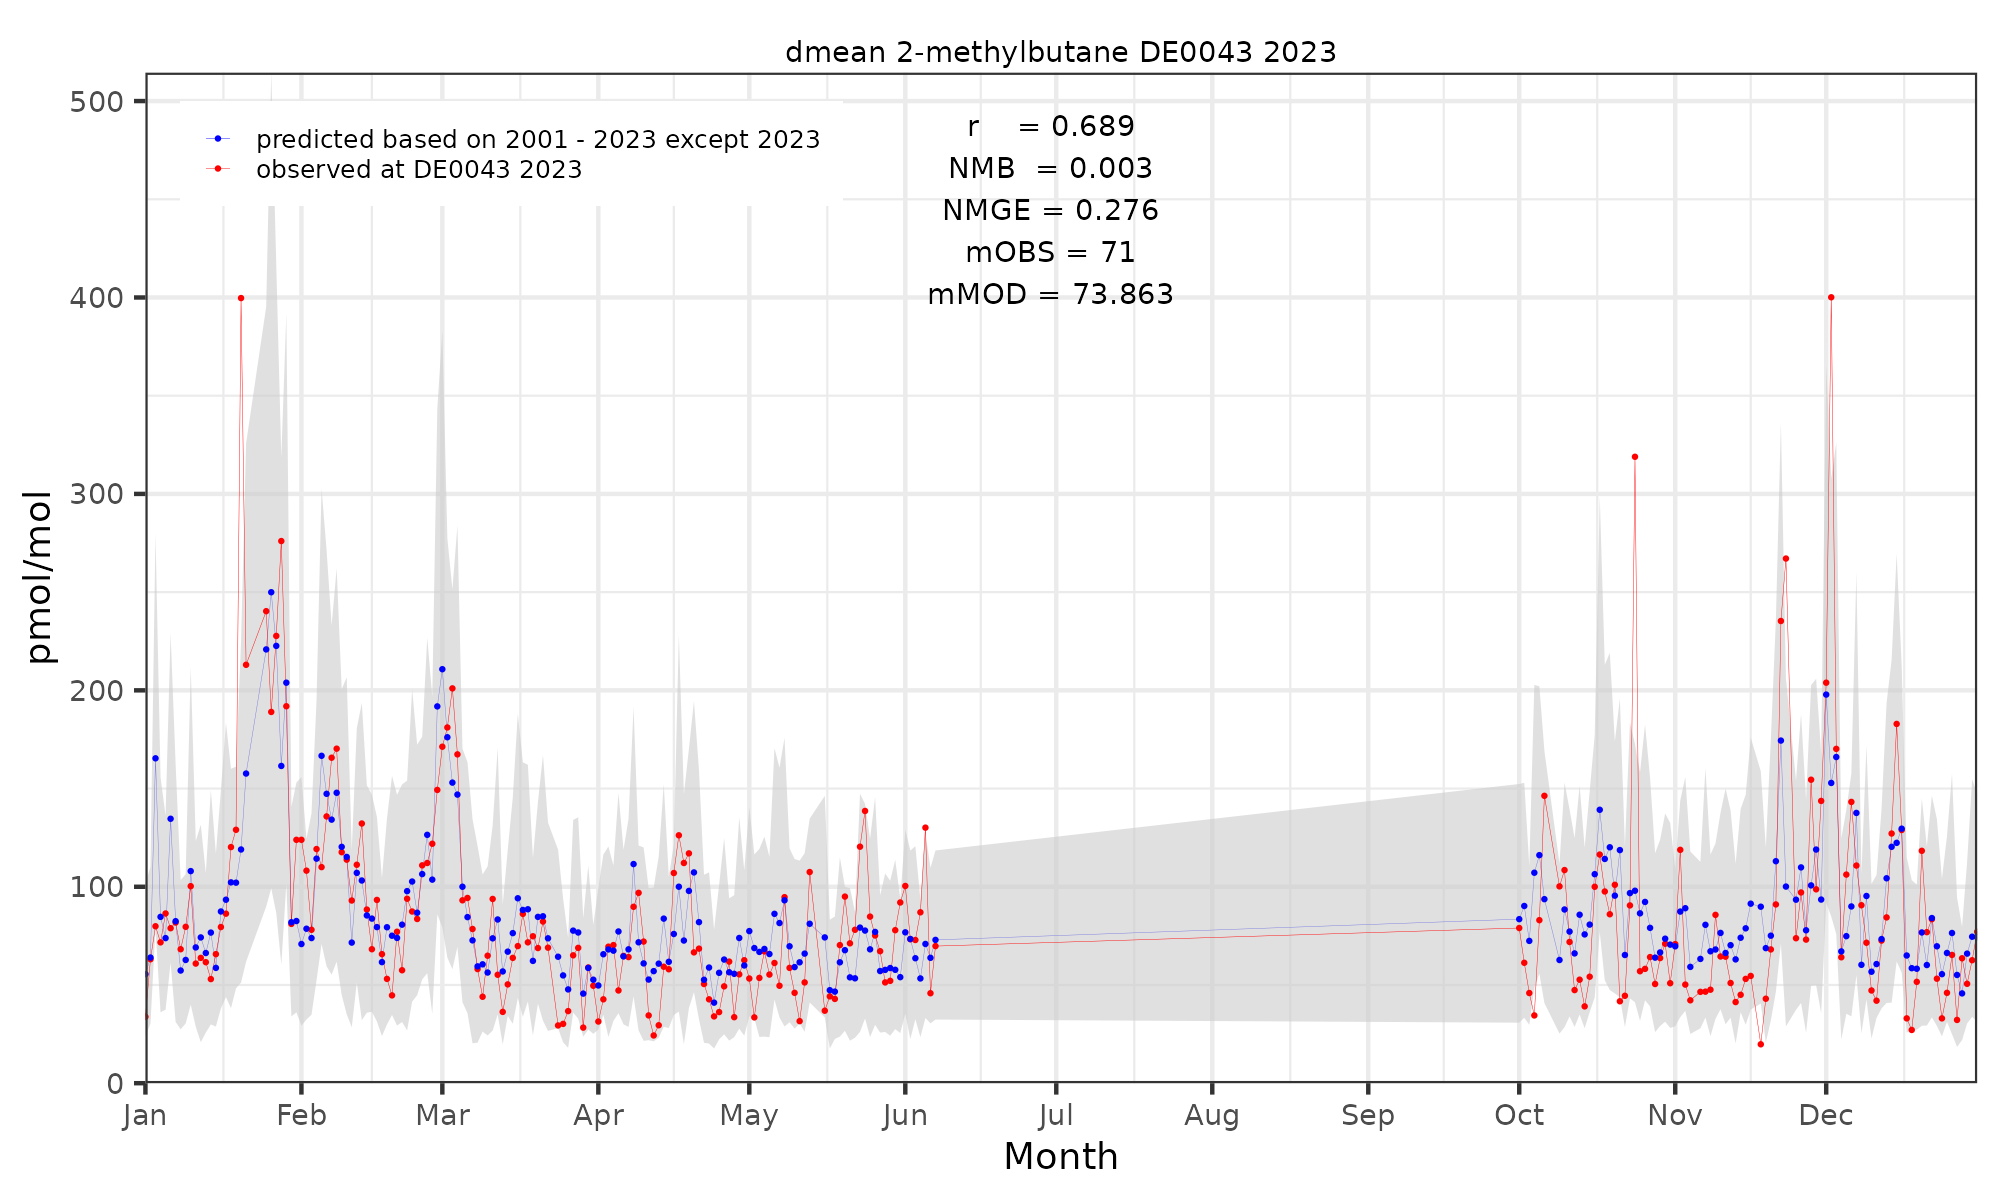 dmean 2-methylbutane DE0043 2023
predicted based on 2001 - 2023 except 2023
observed at DE0043 2023
r = 0.689
NMB = 0.003
NMGE = 0.276
mOBS = 71
mMOD = 73.863
pmol/mol
500
400
300
200
100
0
Jan Feb Mar Apr May Jun Jul Aug Sep Oct Nov Dec
Month